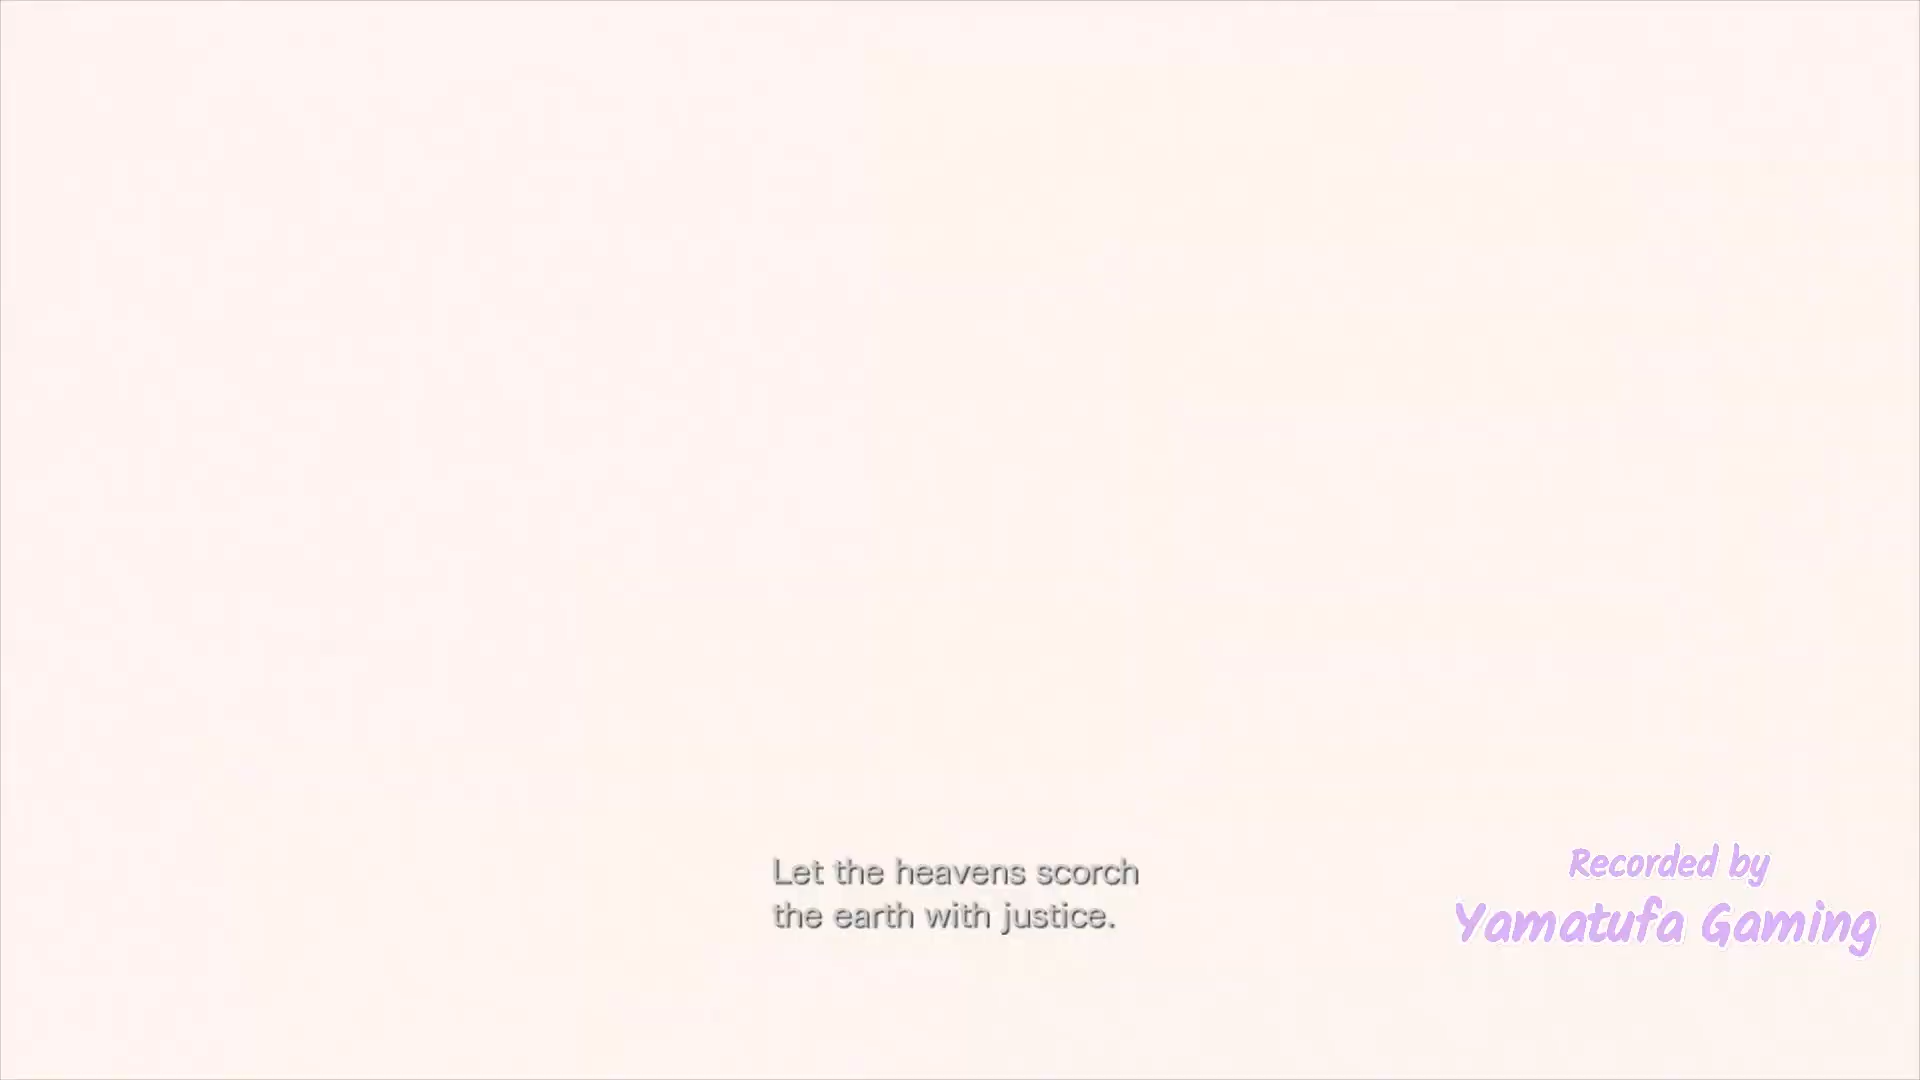 Let the heavens scorch
the earth with justice.
Recorded by
Yamatufa Gaming